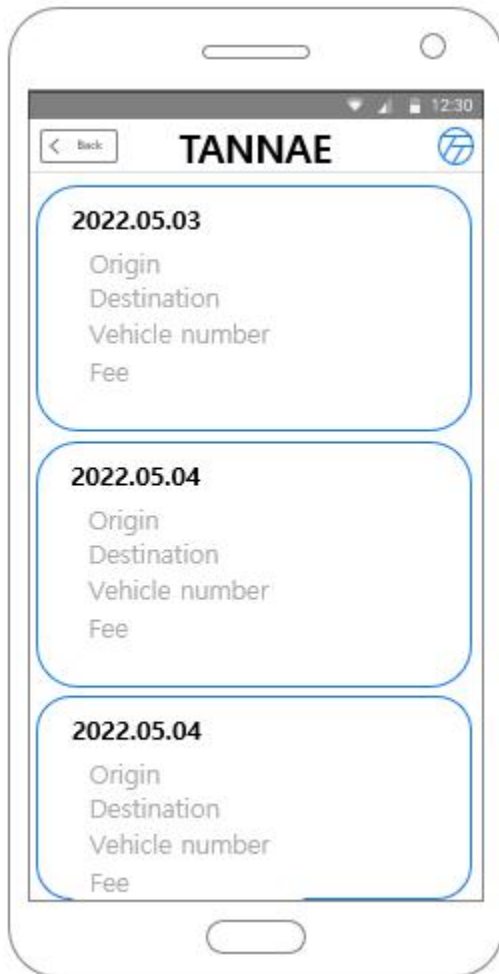 12:30
Back
TANNAE
2022.05.03
Origin
Destination
Vehicle number
Fee
2022.05.04
Origin
Destination
Vehicle number
Fee
2022.05.04
Origin
Destination
Vehicle number
Fee